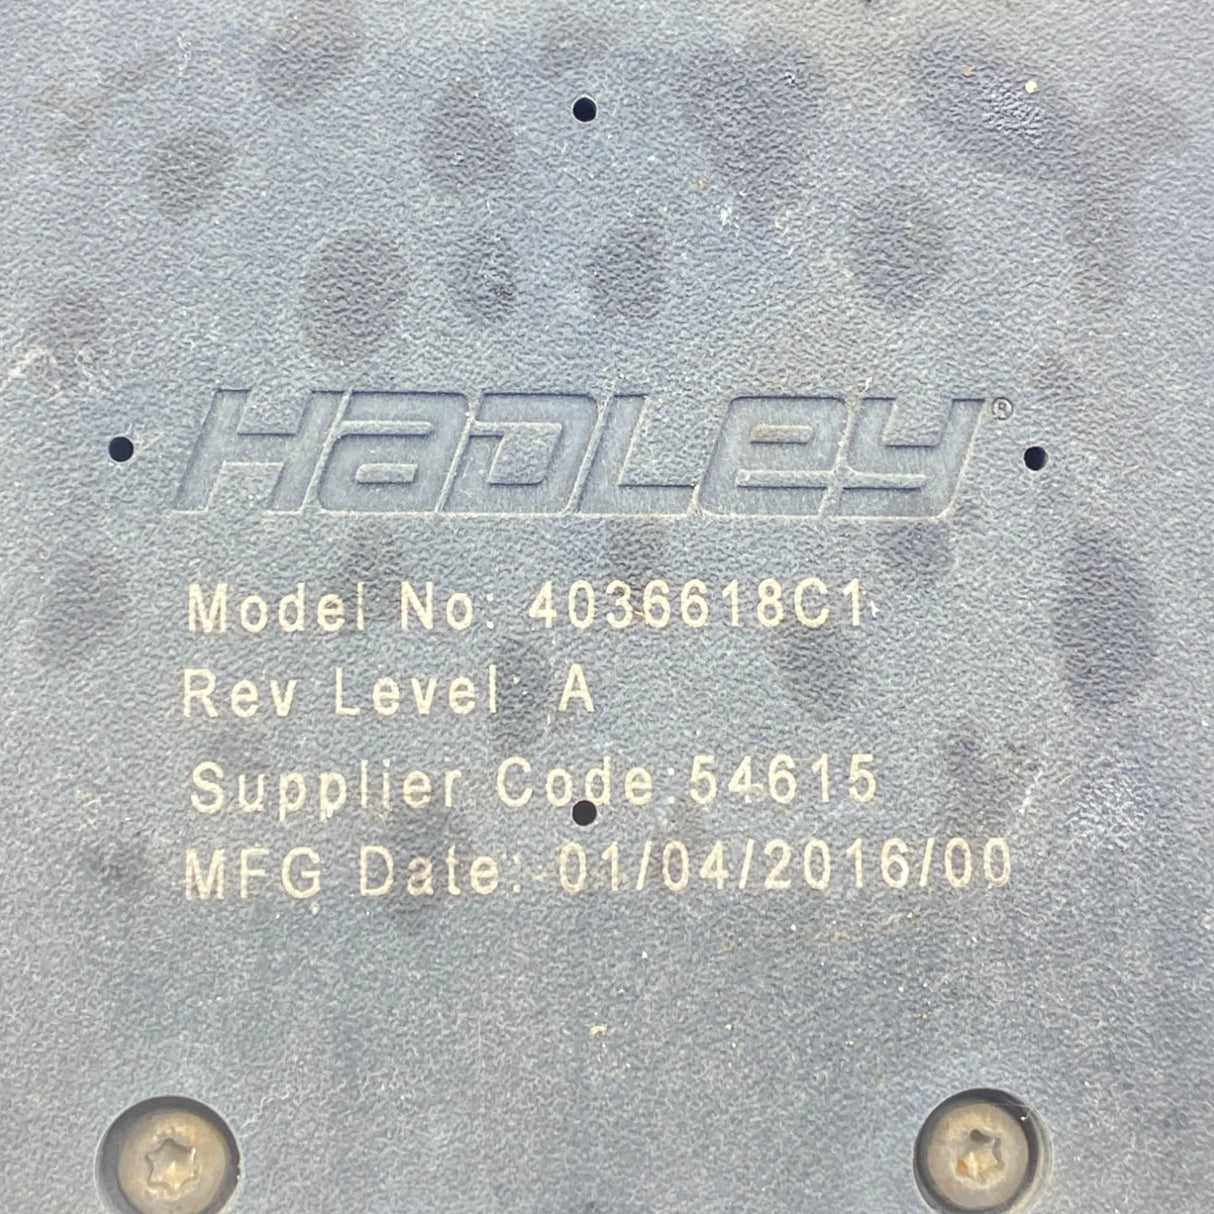 HADLEY®
Model No: 4036618C1
Rev Level: A
Supplier Code:54615
MFG Date: 01/04/2016/00